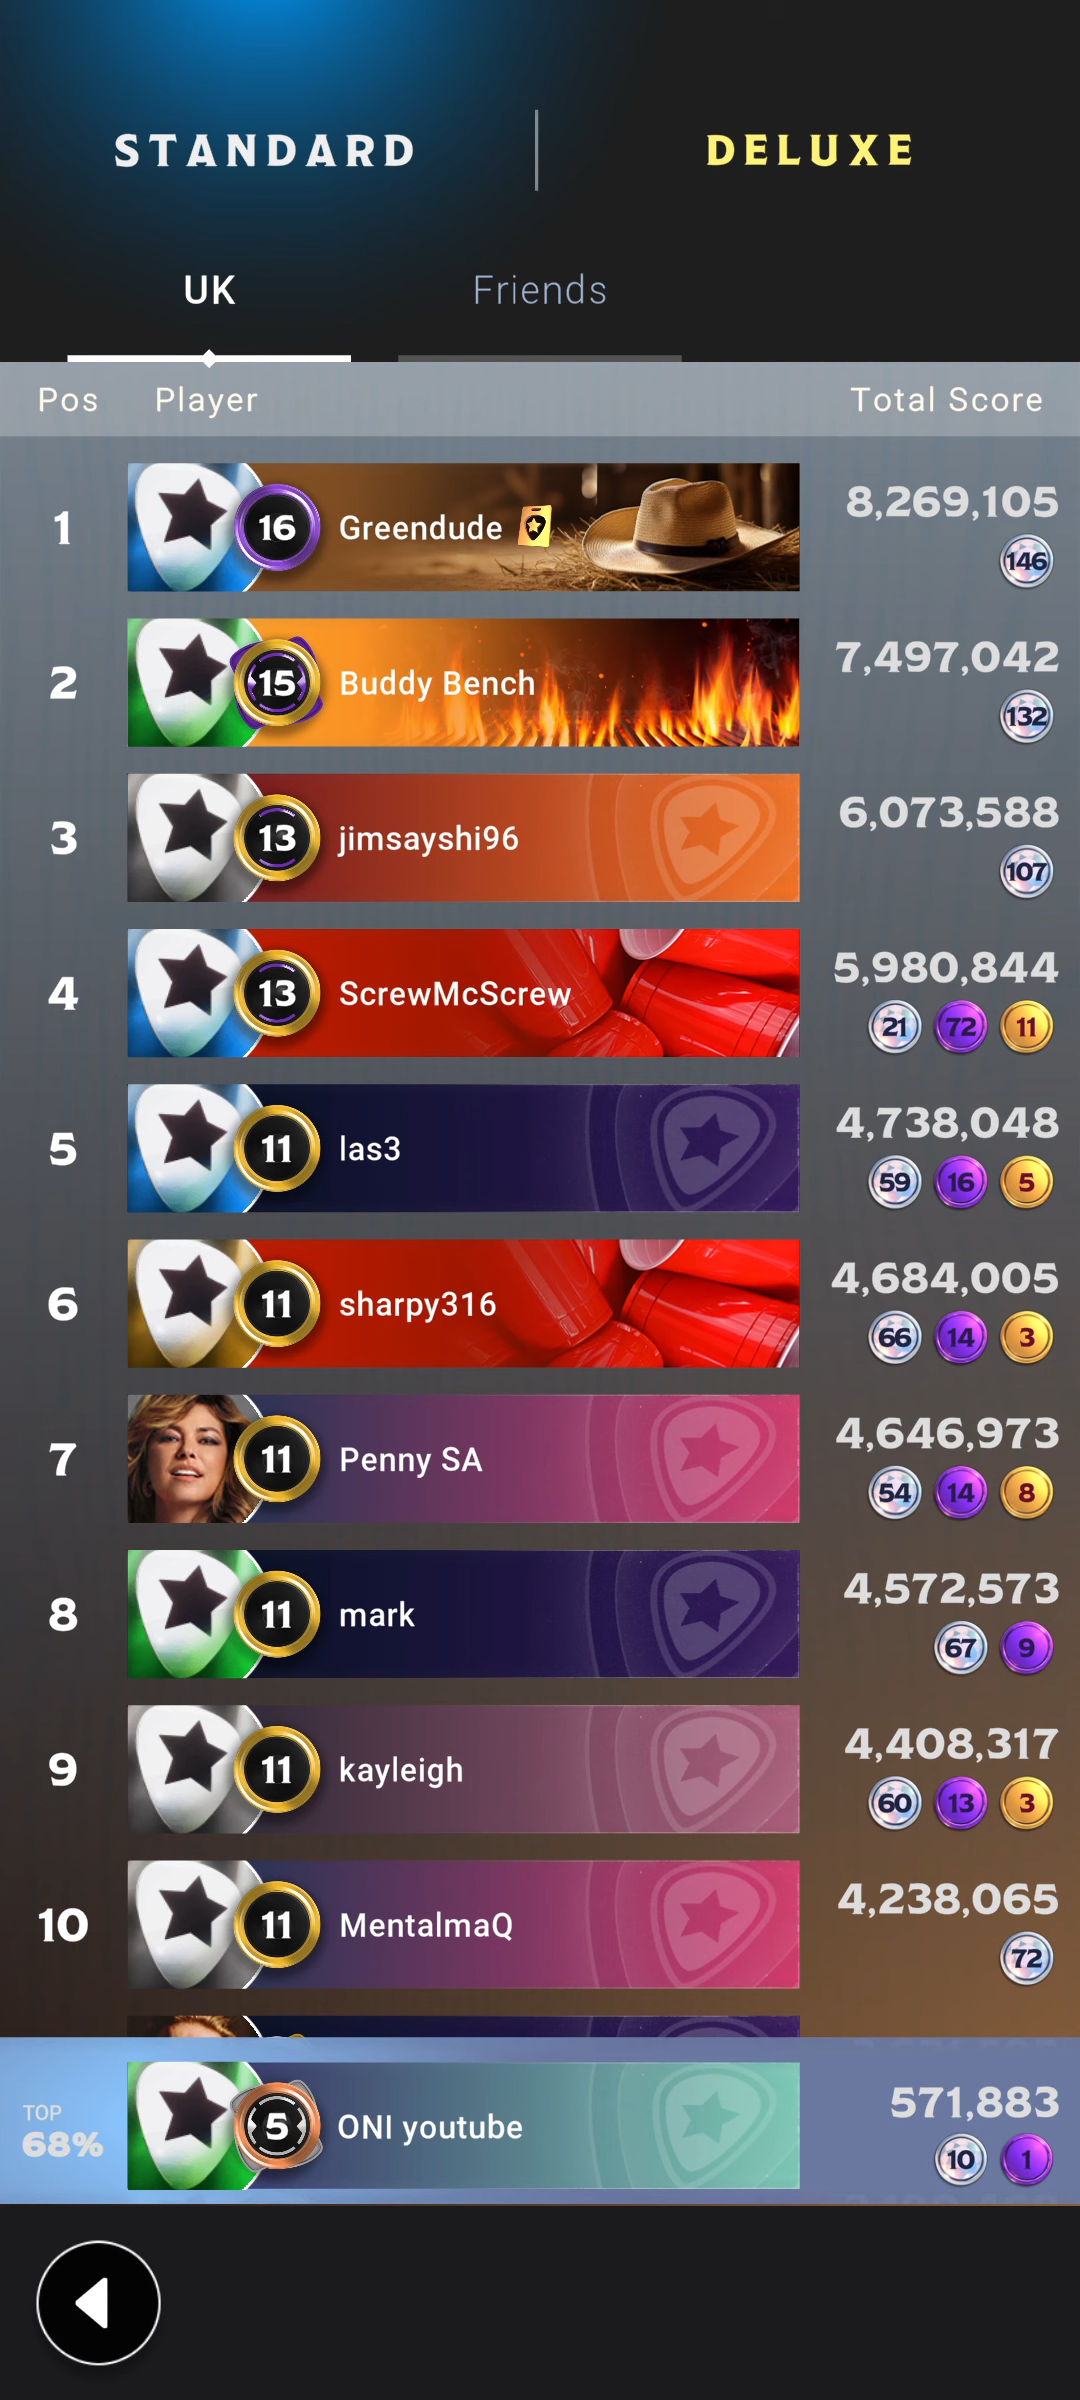 STANDARD
DELUXE
UK
Friends
Pos
Player
Total Score
1
16
Greendude
8,269,105
146
2
15
Buddy Bench
7,497,042
132
3
13
jimsayshi96
6,073,588
107
4
13
ScrewMcScrew
5,980,844
21
72
11
5
11
las3
4,738,048
59
16
5
6
11
sharpy316
4,684,005
66
14
3
7
11
Penny SA
4,646,973
54
14
8
8
11
mark
4,572,573
67
9
9
11
kayleigh
4,408,317
60
13
3
10
11
MentalmaQ
4,238,065
72
TOP
68%
5
ONI youtube
571,883
10
1